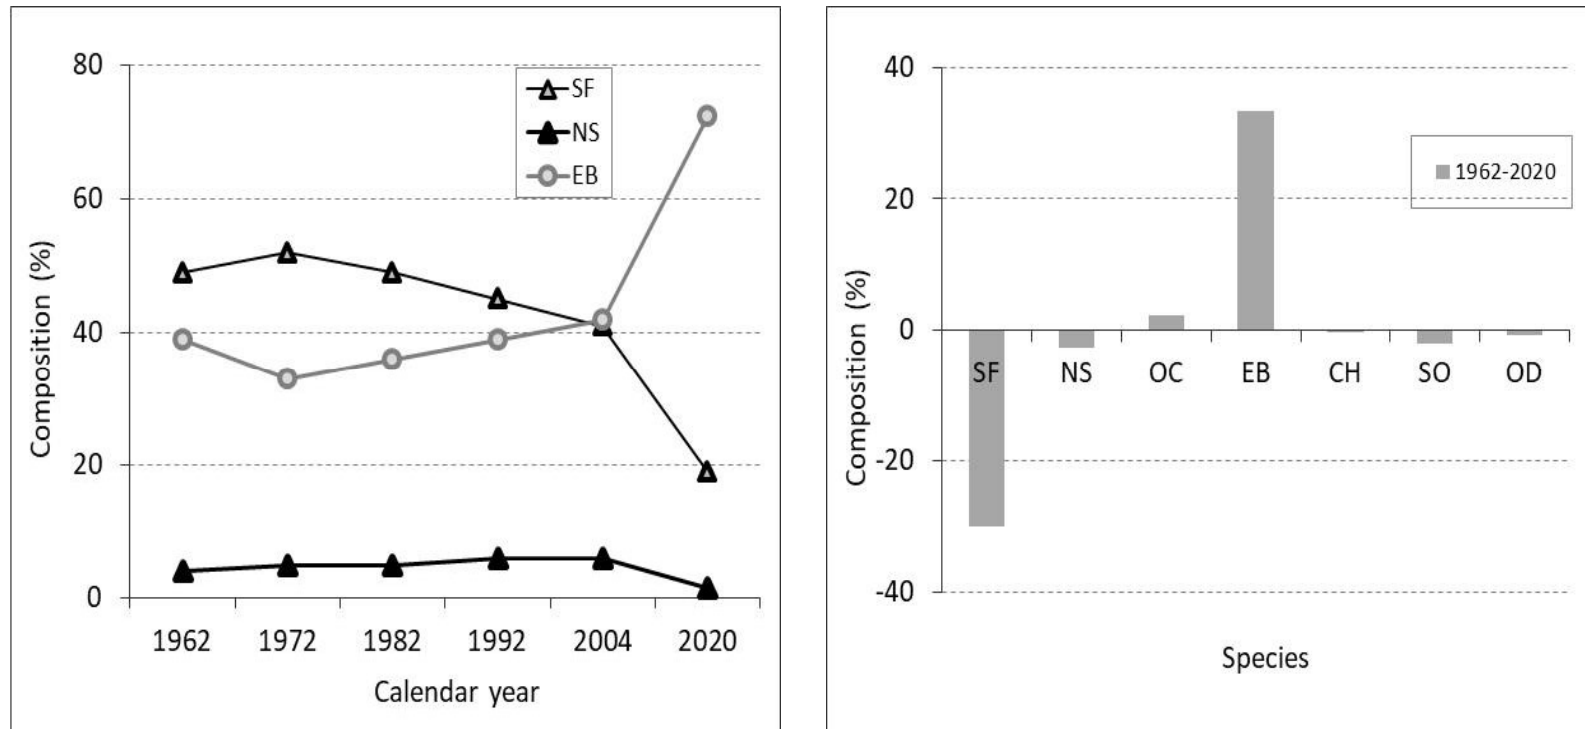 80
60
40
20
0
Composition (%)
SF
NS
EB
1962 1972 1982 1992 2004 2020
Calendar year
40
20
0
-20
-40
Composition (%)
1962-2020
SF NS OC EB CH SO OD
Species